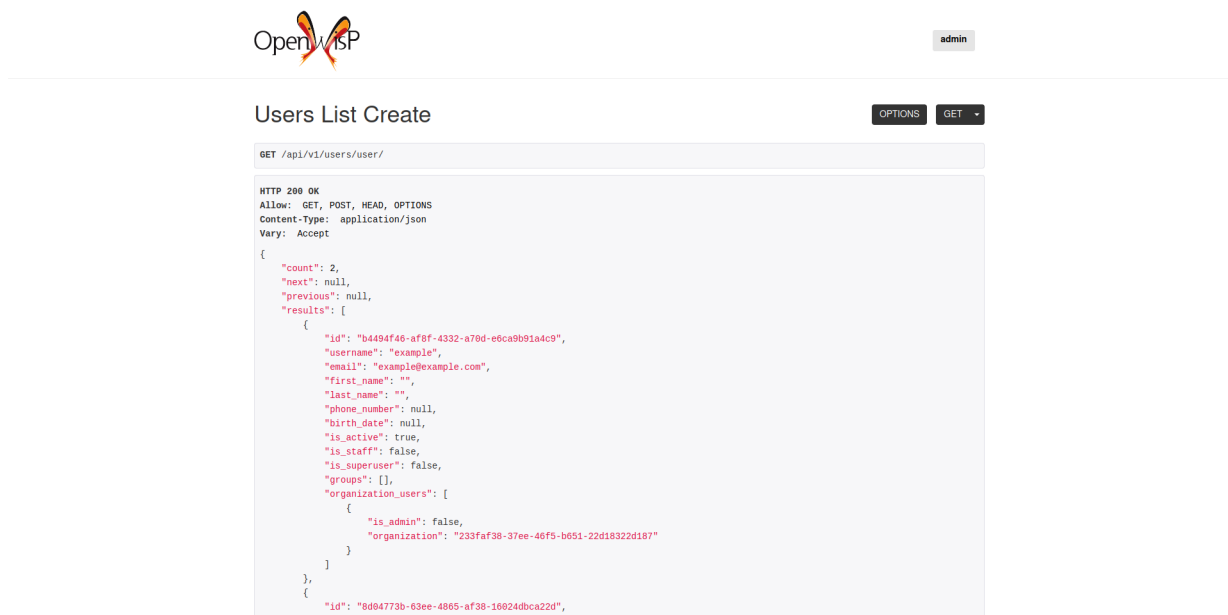 OpenWISP
admin
Users List Create
OPTIONS
GET
GET /api/v1/users/user/
HTTP 200 OK
Allow: GET, POST, HEAD, OPTIONS
Content-Type: application/json
Vary: Accept
{
    "count": 2,
    "next": null,
    "previous": null,
    "results": [
        {
            "id": "b4494f46-af8f-4332-a70d-e6ca9b91a4c9",
            "username": "example",
            "email": "example@example.com",
            "first_name": "",
            "last_name": "",
            "phone_number": null,
            "birth_date": null,
            "is_active": true,
            "is_staff": false,
            "is_superuser": false,
            "groups": [],
            "organization_users": [
                {
                    "is_admin": false,
                    "organization": "233faf38-37ee-46f5-b651-22d18322d187"
                }
            ]
        },
        {
            "id": "8d04773b-63ee-4865-af38-16024dbca22d",